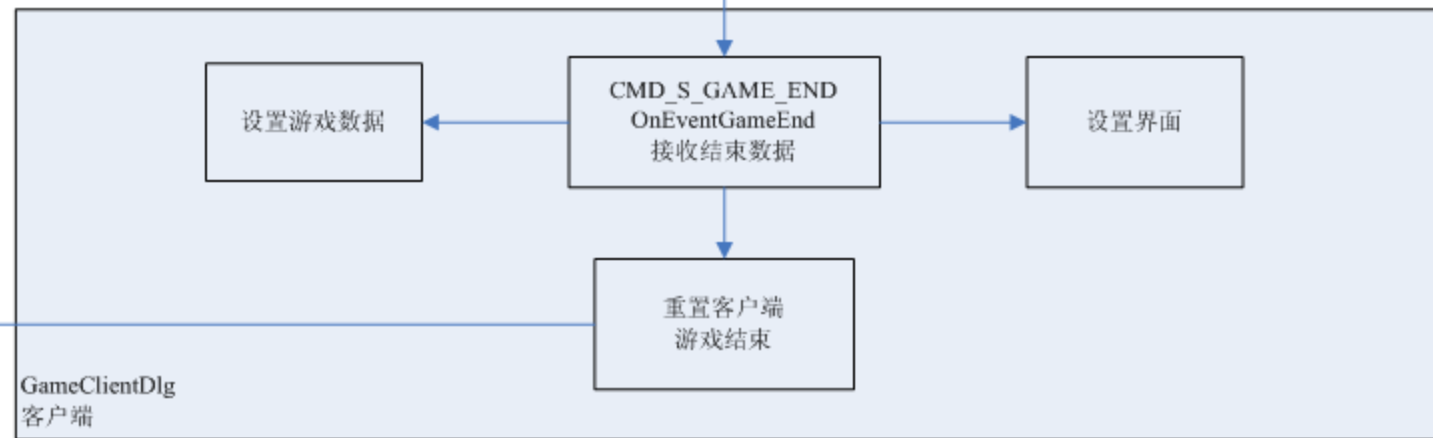 设置游戏数据
CMD_S_GAME_END
OnEventGameEnd
接收结束数据
设置界面
重置客户端
游戏结束
GameClientDlg
客户端